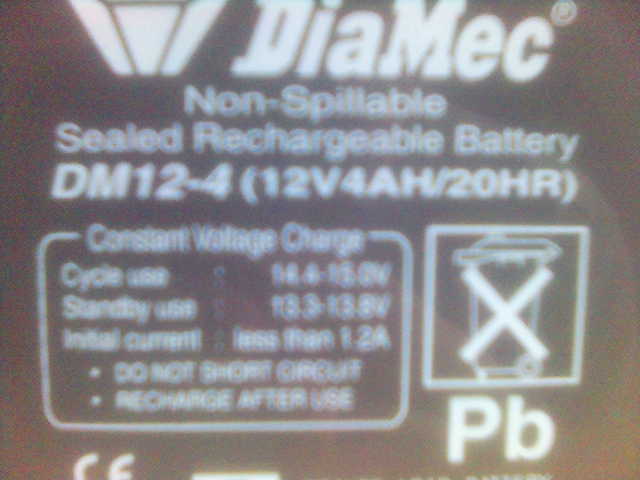 DiaMec®
Non-Spillable
Sealed Rechargeable Battery
DM12-4 (12V4AH/20HR)
Constant Voltage Charge
Cycle use : 14.4-15.0V
Standby use : 13.3-13.8V
Initial current : less than 1.2A
• DO NOT SHORT CIRCUIT
• RECHARGE AFTER USE
Pb
CE